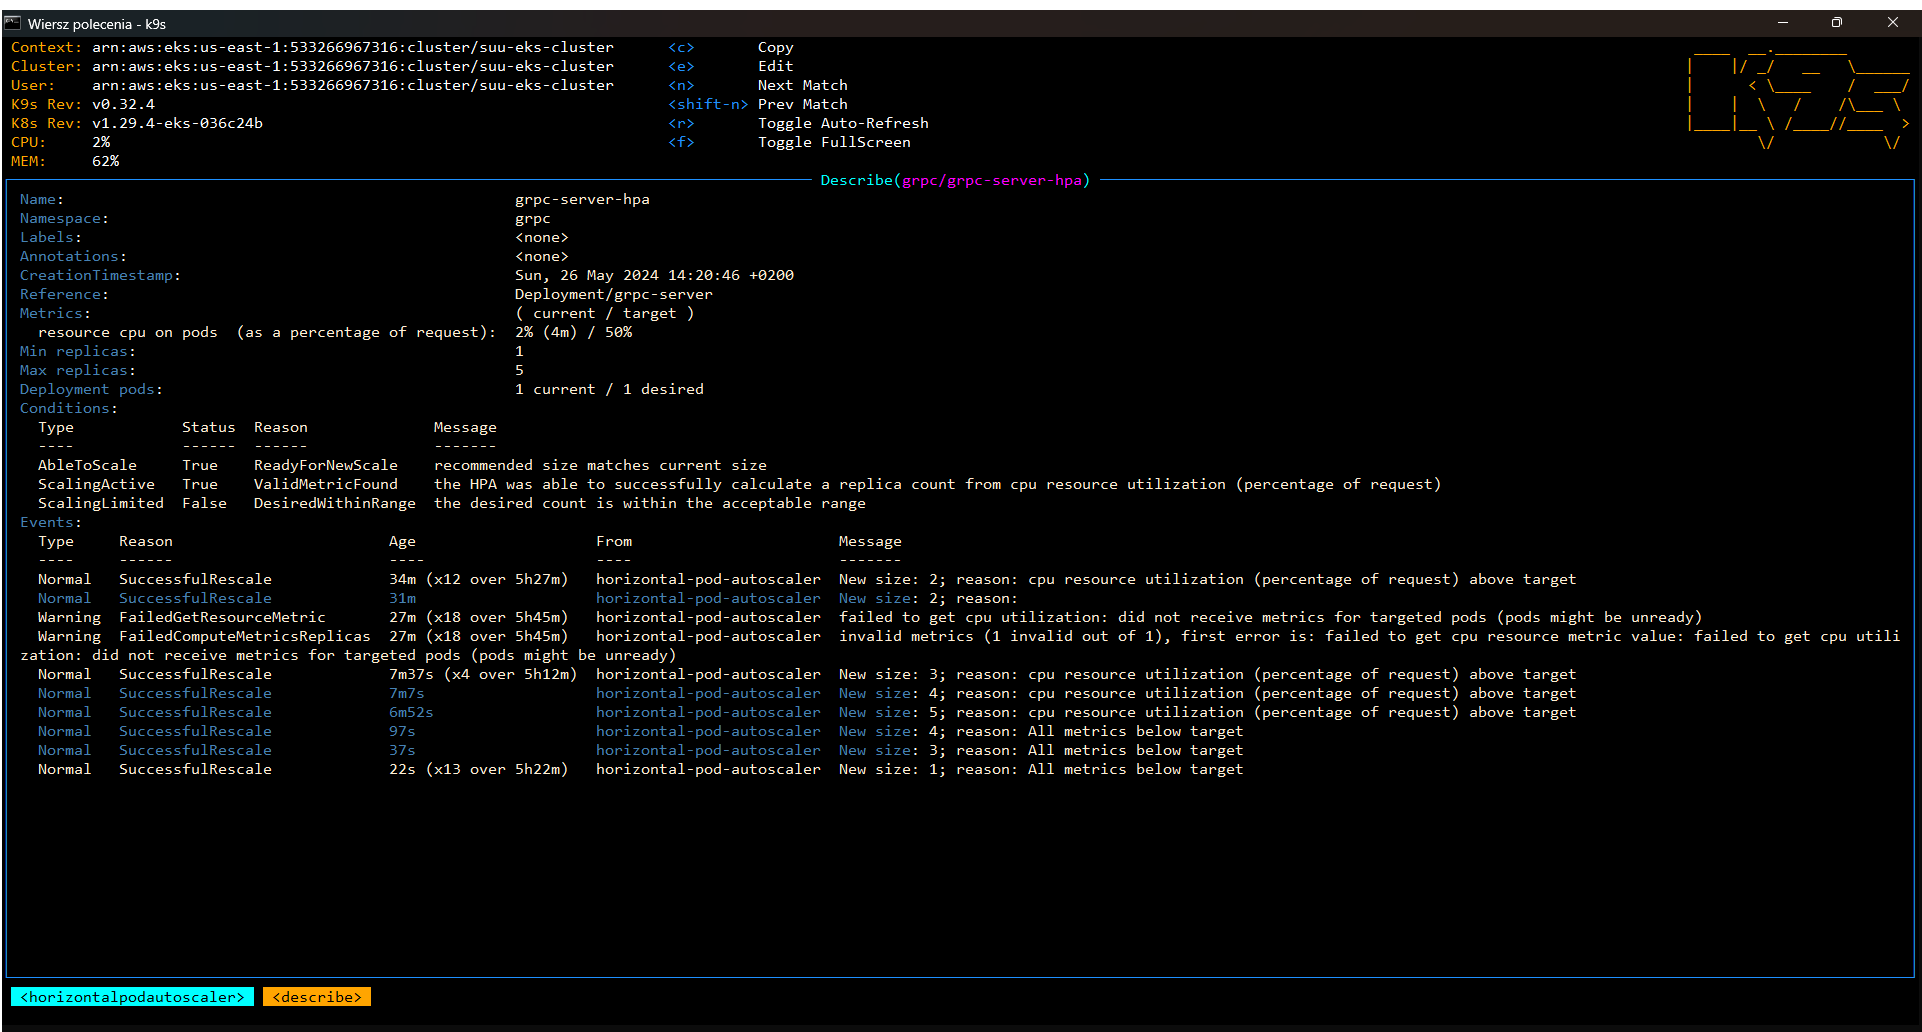 Wiersz polecenia - k9s
Context: arn:aws:eks:us-east-1:533266967316:cluster/suu-eks-cluster <c> Copy
Cluster: arn:aws:eks:us-east-1:533266967316:cluster/suu-eks-cluster <e> Edit
User: arn:aws:eks:us-east-1:533266967316:cluster/suu-eks-cluster <n> Next Match
K9s Rev: v0.32.4 <shift-n> Prev Match
K8s Rev: v1.29.4-eks-036c24b <r> Toggle Auto-Refresh
CPU: 2% <f> Toggle FullScreen
MEM: 62%
Describe(grpc/grpc-server-hpa)
Name: grpc-server-hpa
Namespace: grpc
Labels: <none>
Annotations: <none>
CreationTimestamp: Sun, 26 May 2024 14:20:46 +0200
Reference: Deployment/grpc-server
Metrics: ( current / target )
resource cpu on pods  (as a percentage of request): 2% (4m) / 50%
Min replicas: 1
Max replicas: 5
Deployment pods: 1 current / 1 desired
Conditions:
Type Status Reason Message
---- ------ ------ -------
AbleToScale True ReadyForNewScale recommended size matches current size
ScalingActive True ValidMetricFound the HPA was able to successfully calculate a replica count from cpu resource utilization (percentage of request)
ScalingLimited False DesiredWithinRange the desired count is within the acceptable range
Events:
Type Reason Age From Message
---- ------ ---- ---- -------
Normal SuccessfulRescale 34m (x12 over 5h27m) horizontal-pod-autoscaler New size: 2; reason: cpu resource utilization (percentage of request) above target
Normal SuccessfulRescale 31m horizontal-pod-autoscaler New size: 2; reason:
Warning FailedGetResourceMetric 27m (x18 over 5h45m) horizontal-pod-autoscaler failed to get cpu utilization: did not receive metrics for targeted pods (pods might be unready)
Warning FailedComputeMetricsReplicas 27m (x18 over 5h45m) horizontal-pod-autoscaler invalid metrics (1 invalid out of 1), first error is: failed to get cpu resource metric value: failed to get cpu utili
zation: did not receive metrics for targeted pods (pods might be unready)
Normal SuccessfulRescale 7m37s (x4 over 5h12m) horizontal-pod-autoscaler New size: 3; reason: cpu resource utilization (percentage of request) above target
Normal SuccessfulRescale 7m7s horizontal-pod-autoscaler New size: 4; reason: cpu resource utilization (percentage of request) above target
Normal SuccessfulRescale 6m52s horizontal-pod-autoscaler New size: 5; reason: cpu resource utilization (percentage of request) above target
Normal SuccessfulRescale 97s horizontal-pod-autoscaler New size: 4; reason: All metrics below target
Normal SuccessfulRescale 37s horizontal-pod-autoscaler New size: 3; reason: All metrics below target
Normal SuccessfulRescale 22s (x13 over 5h22m) horizontal-pod-autoscaler New size: 1; reason: All metrics below target
<horizontalpodautoscaler> <describe>